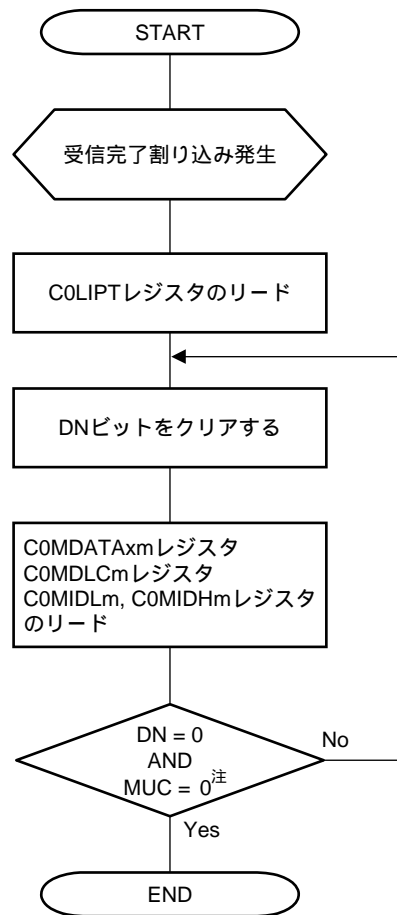 START
受信完了割り込み発生
C0LIPTレジスタのリード
DNビットをクリアする
C0MDATAxmレジスタ
C0MDLCmレジスタ
C0MIDLm, C0MIDHmレジスタ
のリード
DN = 0
AND
MUC = 0注
No
Yes
END